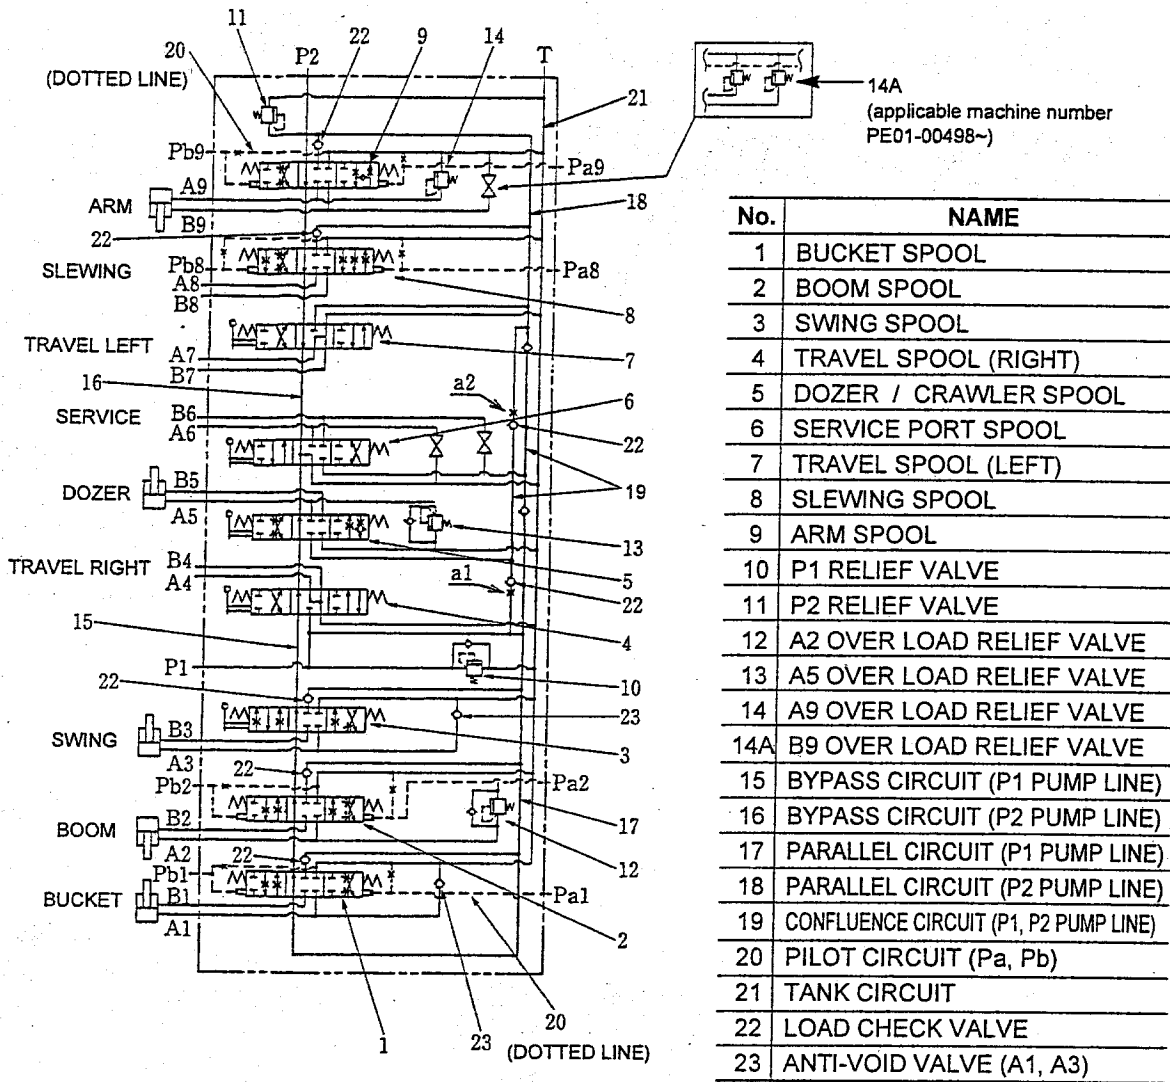 11
20
P2
22
9
14
T
(DOTTED LINE)
21
14A
(applicable machine number
PE01-00498~)
Pb9
Pa9
A9
ARM
18
B9
22
SLEWING
Pb8
Pa8
A8
B8
8
TRAVEL LEFT
A7
B7
7
16
a2
6
SERVICE
B6
A6
22
DOZER
B5
19
A5
13
TRAVEL RIGHT
B4
A4
a1
5
22
15
4
P1
22
10
23
SWING
B3
3
A3
22
Pb2
Pa2
BOOM
B2
17
A2
22
12
Pb1
BUCKET
B1
Pa1
A1
2
20
1
23
(DOTTED LINE)
No. NAME
1 BUCKET SPOOL
2 BOOM SPOOL
3 SWING SPOOL
4 TRAVEL SPOOL (RIGHT)
5 DOZER / CRAWLER SPOOL
6 SERVICE PORT SPOOL
7 TRAVEL SPOOL (LEFT)
8 SLEWING SPOOL
9 ARM SPOOL
10 P1 RELIEF VALVE
11 P2 RELIEF VALVE
12 A2 OVER LOAD RELIEF VALVE
13 A5 OVER LOAD RELIEF VALVE
14 A9 OVER LOAD RELIEF VALVE
14A B9 OVER LOAD RELIEF VALVE
15 BYPASS CIRCUIT (P1 PUMP LINE)
16 BYPASS CIRCUIT (P2 PUMP LINE)
17 PARALLEL CIRCUIT (P1 PUMP LINE)
18 PARALLEL CIRCUIT (P2 PUMP LINE)
19 CONFLUENCE CIRCUIT (P1, P2 PUMP LINE)
20 PILOT CIRCUIT (Pa, Pb)
21 TANK CIRCUIT
22 LOAD CHECK VALVE
23 ANTI-VOID VALVE (A1, A3)